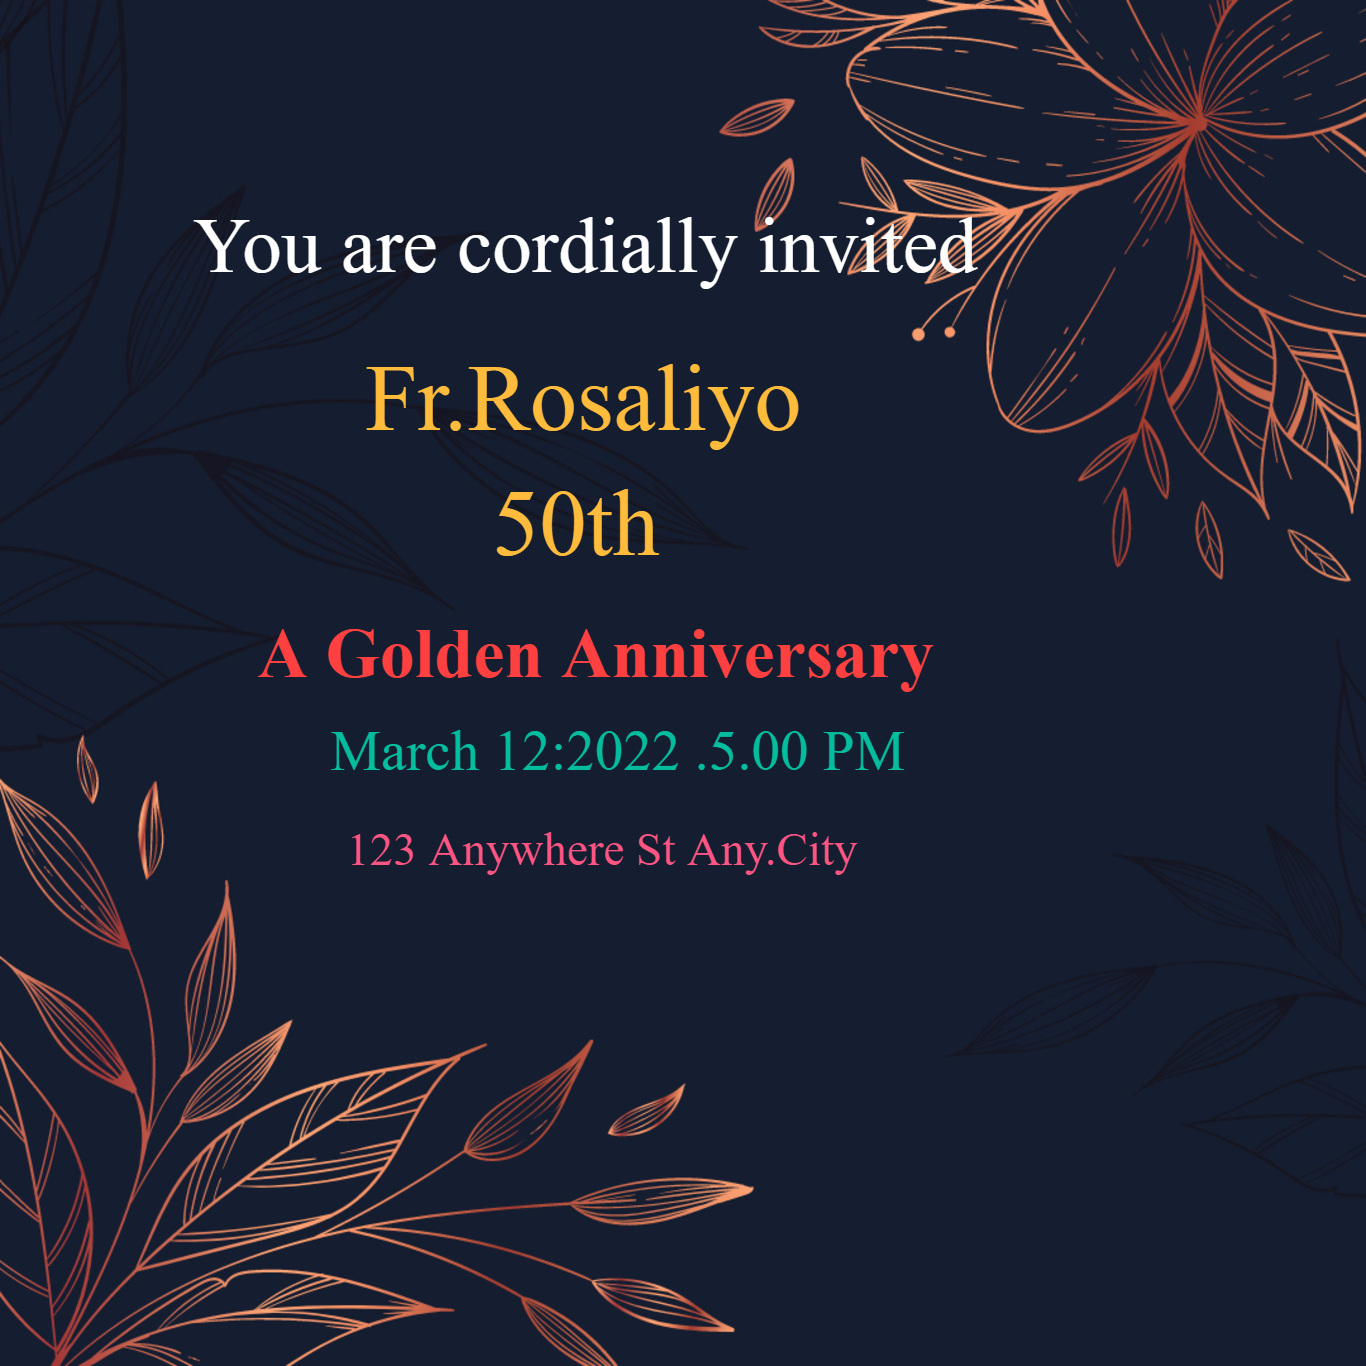 You are cordially invited
Fr.Rosaliyo
50th
A Golden Anniversary
March 12:2022 .5.00 PM
123 Anywhere St Any.City